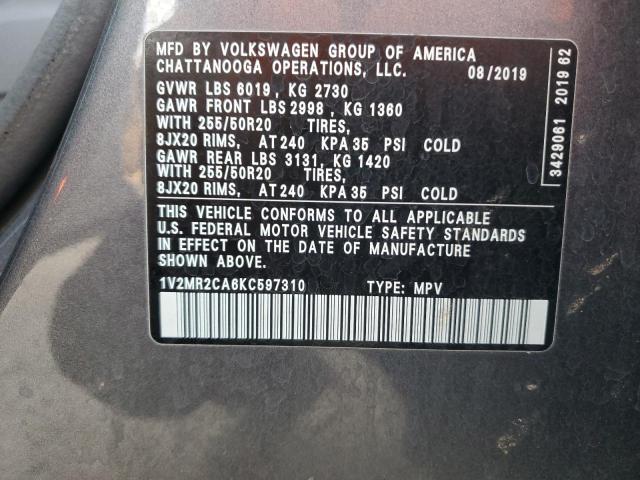 MFD BY VOLKSWAGEN GROUP OF AMERICA
CHATTANOOGA OPERATIONS, LLC. 08/2019
GVWR LBS 6019 , KG 2730
GAWR FRONT LBS 2998 , KG 1360
WITH 255/50R20 TIRES,
8JX20 RIMS, AT 240 KPA 35 PSI COLD
GAWR REAR LBS 3131, KG 1420
WITH 255/50R20 TIRES,
8JX20 RIMS, AT 240 KPA 35 PSI COLD
THIS VEHICLE CONFORMS TO ALL APPLICABLE
U.S. FEDERAL MOTOR VEHICLE SAFETY STANDARDS
IN EFFECT ON THE DATE OF MANUFACTURE
SHOWN ABOVE.
1V2MR2CA6KC597310 TYPE: MPV
3429061 2019 62